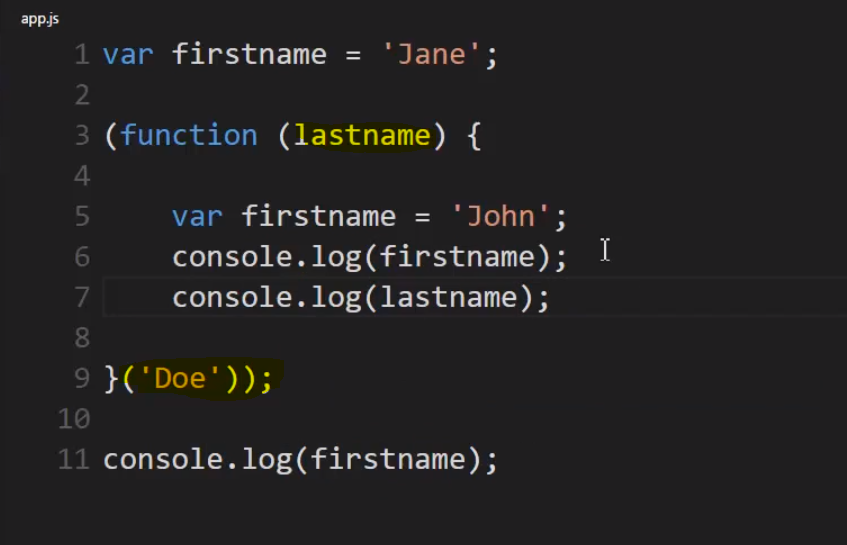 app.js
1 var firstname = 'Jane';
2
3 (function (lastname) {
4
5     var firstname = 'John';
6     console.log(firstname);
7     console.log(lastname);
8
9 }('Doe'));
10
11 console.log(firstname);